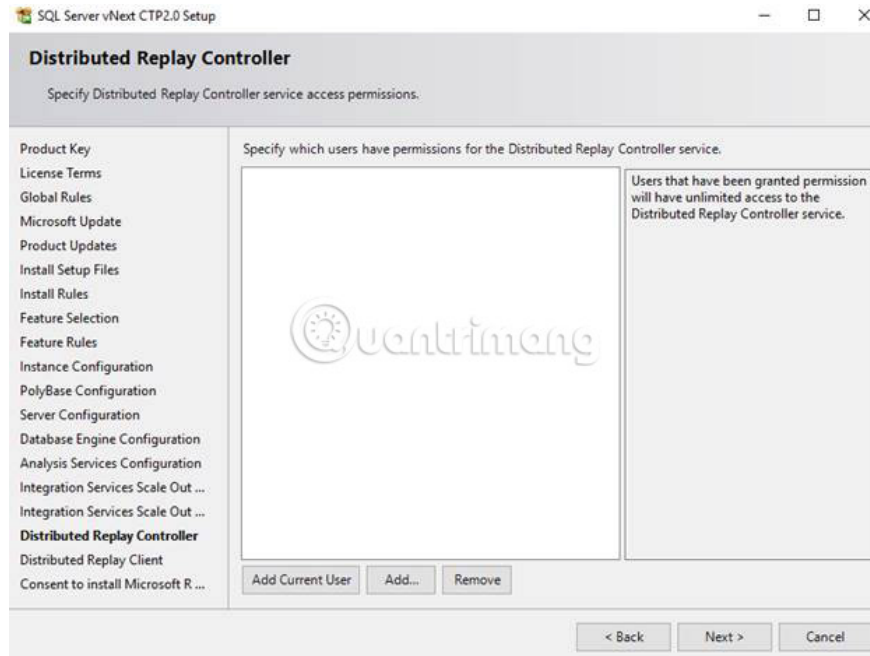 SQL Server vNext CTP2.0 Setup
Distributed Replay Controller
Specify Distributed Replay Controller service access permissions.
Product Key
License Terms
Global Rules
Microsoft Update
Product Updates
Install Setup Files
Install Rules
Feature Selection
Feature Rules
Instance Configuration
PolyBase Configuration
Server Configuration
Database Engine Configuration
Analysis Services Configuration
Integration Services Scale Out ...
Integration Services Scale Out ...
Distributed Replay Controller
Distributed Replay Client
Consent to install Microsoft R ...
Specify which users have permissions for the Distributed Replay Controller service.
Quantrimang
Users that have been granted permission
will have unlimited access to the
Distributed Replay Controller service.
Add Current User
Add...
Remove
< Back
Next >
Cancel